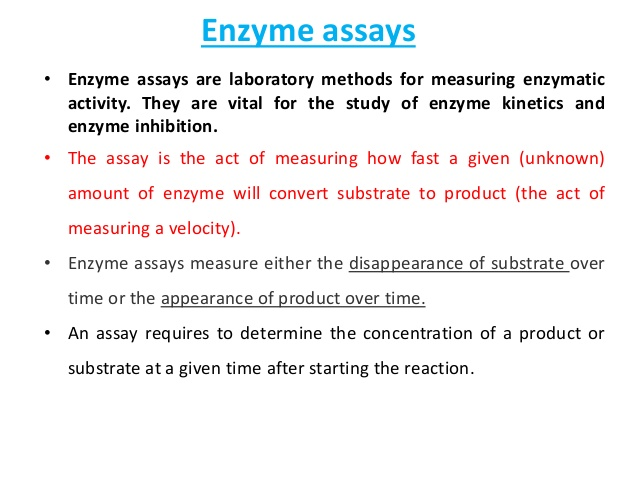 Enzyme assays
• Enzyme assays are laboratory methods for measuring enzymatic
activity. They are vital for the study of enzyme kinetics and
enzyme inhibition.
• The assay is the act of measuring how fast a given (unknown)
amount of enzyme will convert substrate to product (the act of
measuring a velocity).
• Enzyme assays measure either the disappearance of substrate over
time or the appearance of product over time.
• An assay requires to determine the concentration of a product or
substrate at a given time after starting the reaction.